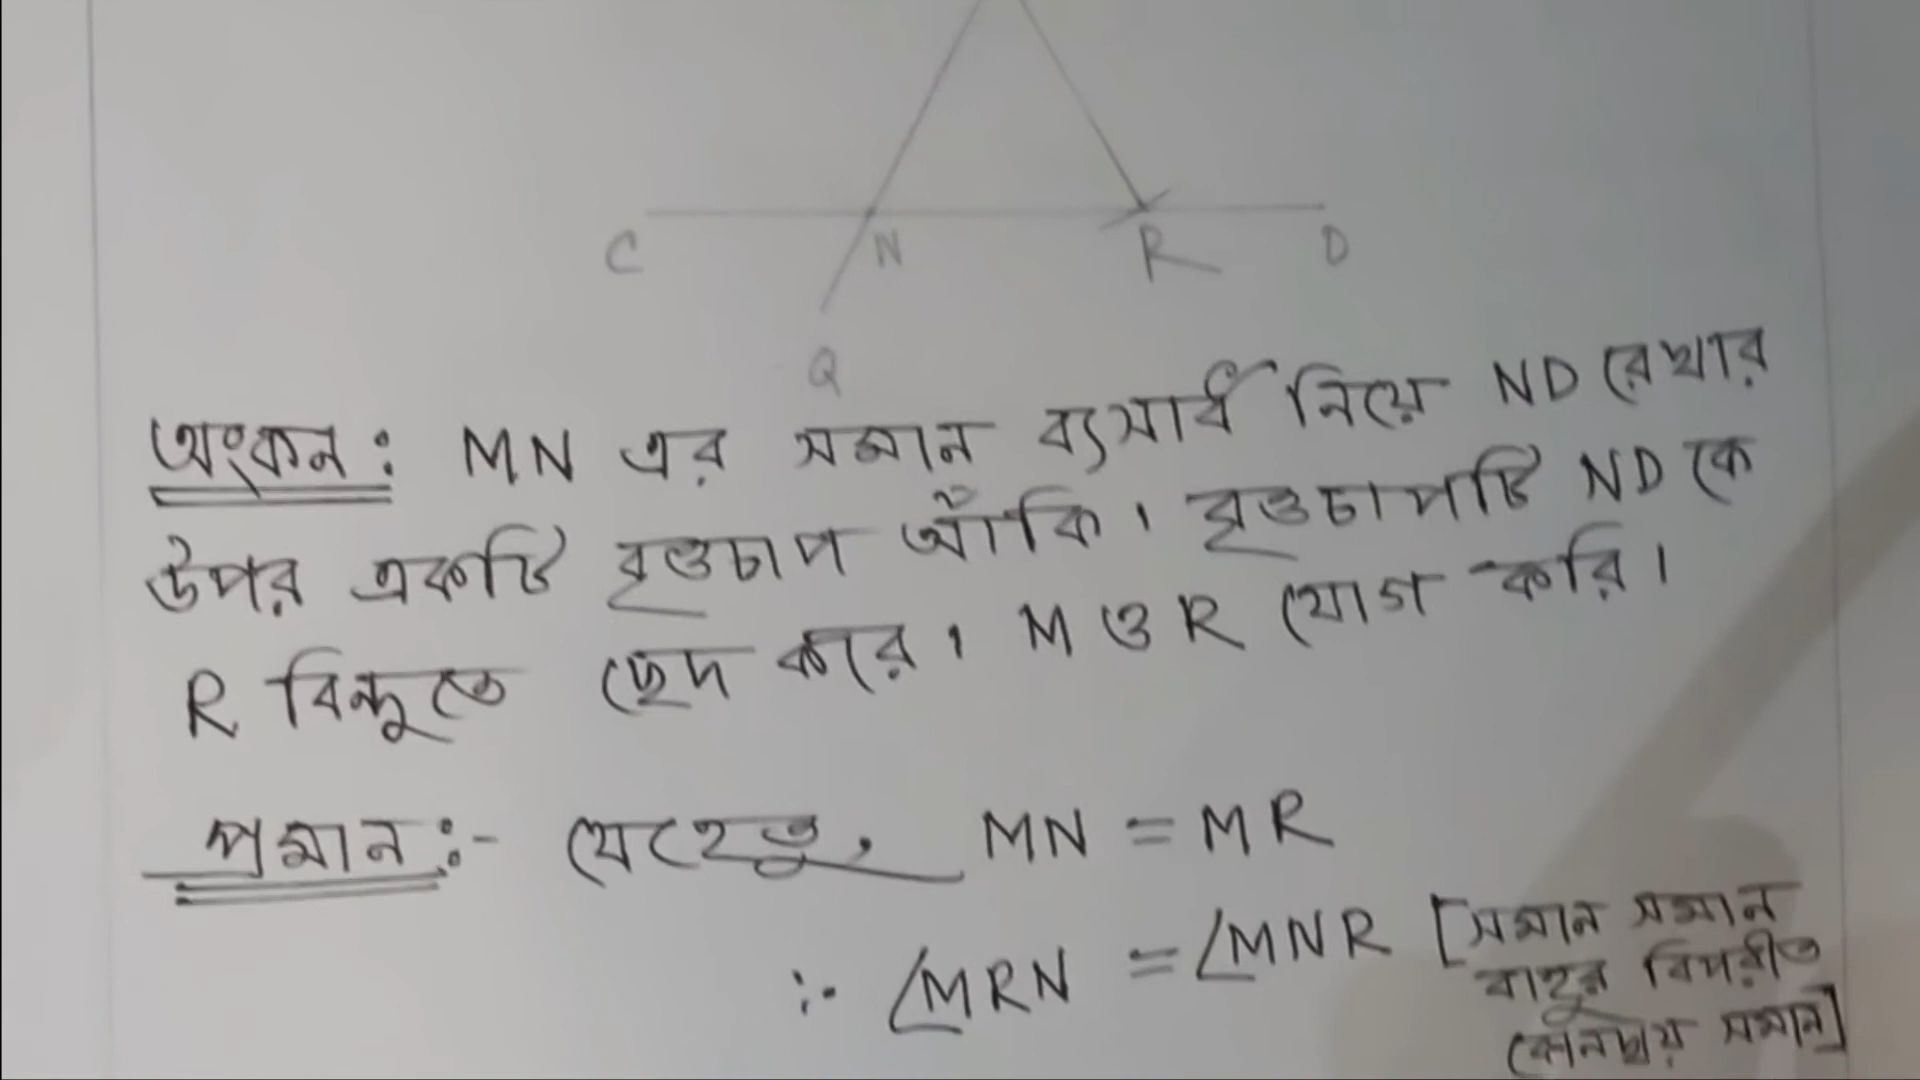 C N R D
Q
অংকন: MN এর সমান ব্যসার্ধ নিয়ে ND রেখার
উপর একটি বৃত্তচাপ আঁকি। বৃত্তচাপটি ND কে
R বিন্দুতে ছেদ করে। M ও R যোগ করি।
প্রমান:- যেহেতু, MN = MR
∴ ∠MRN = ∠MNR [সমান সমান
বাহুর বিপরীত
কোনদ্বয় সমান]